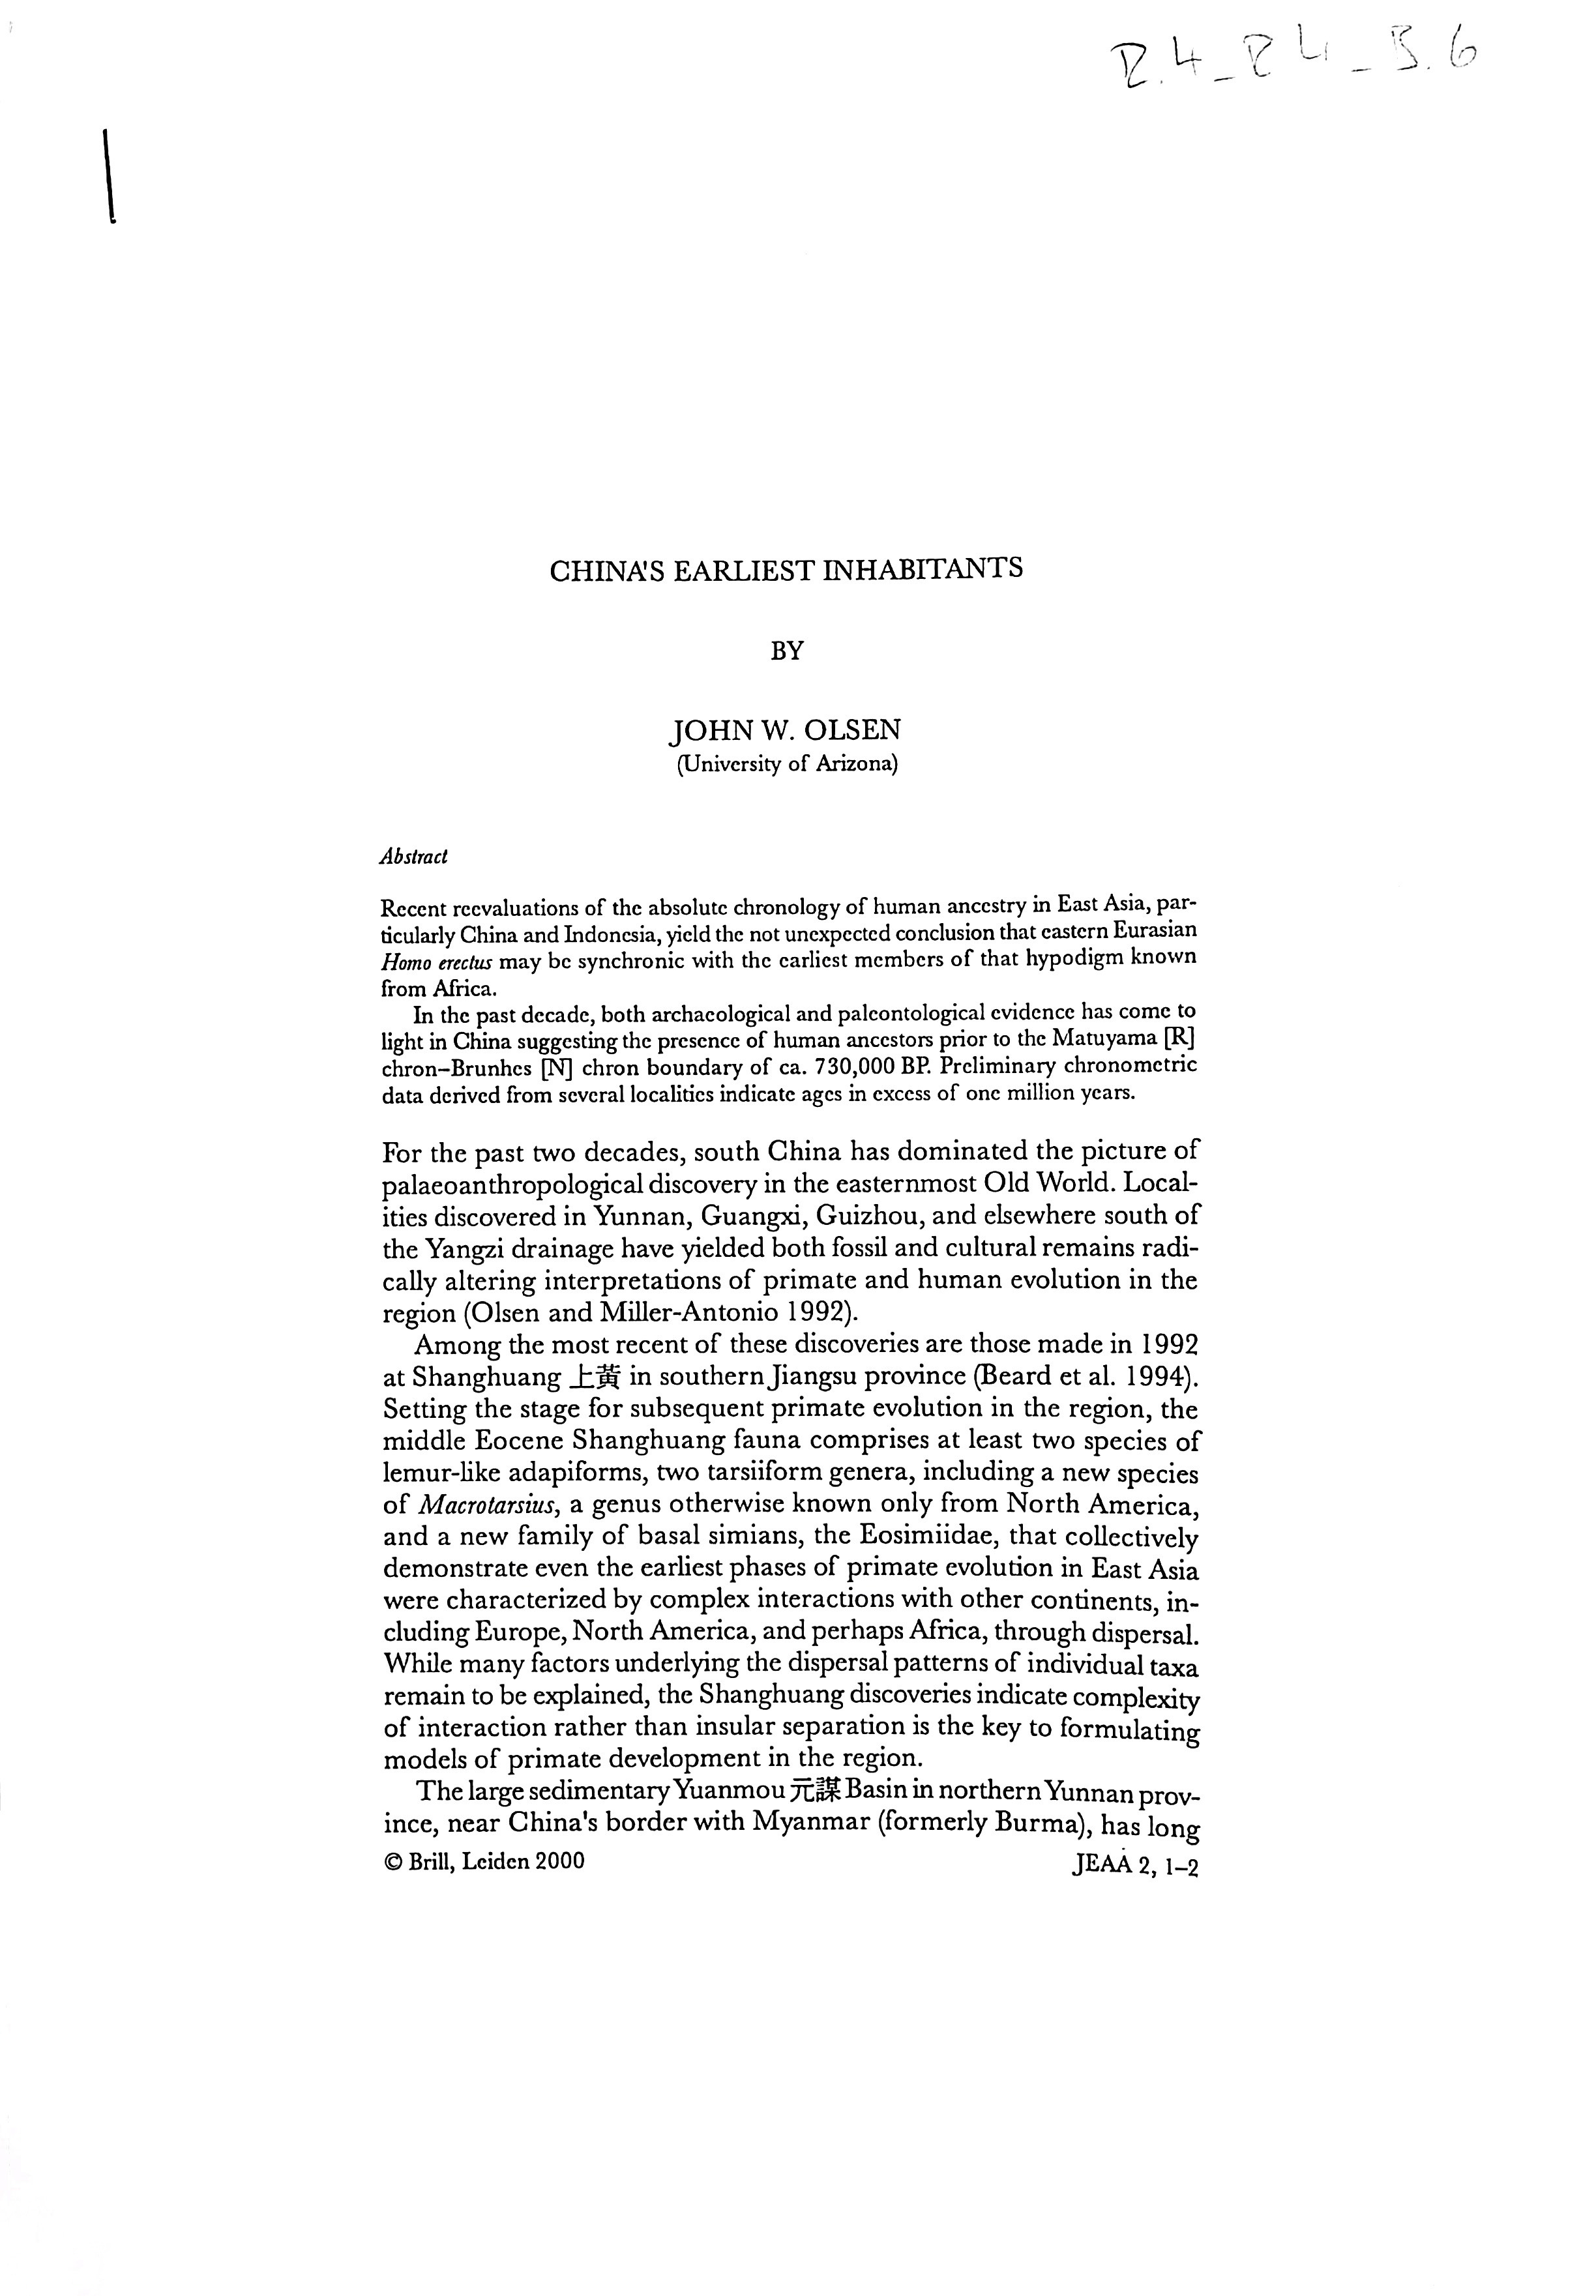 CHINA'S EARLIEST INHABITANTS
BY
JOHN W. OLSEN
(University of Arizona)
Abstract
Recent reevaluations of the absolute chronology of human ancestry in East Asia, par-
ticularly China and Indonesia, yield the not unexpected conclusion that eastern Eurasian
Homo erectus may be synchronic with the earliest members of that hypodigm known
from Africa.
In the past decade, both archaeological and paleontological evidence has come to
light in China suggesting the presence of human ancestors prior to the Matuyama [R]
chron–Brunhes [N] chron boundary of ca. 730,000 BP. Preliminary chronometric
data derived from several localities indicate ages in excess of one million years.
For the past two decades, south China has dominated the picture of
palaeoanthropological discovery in the easternmost Old World. Local-
ities discovered in Yunnan, Guangxi, Guizhou, and elsewhere south of
the Yangzi drainage have yielded both fossil and cultural remains radi-
cally altering interpretations of primate and human evolution in the
region (Olsen and Miller-Antonio 1992).
Among the most recent of these discoveries are those made in 1992
at Shanghuang 上黃 in southern Jiangsu province (Beard et al. 1994).
Setting the stage for subsequent primate evolution in the region, the
middle Eocene Shanghuang fauna comprises at least two species of
lemur-like adapiforms, two tarsiiform genera, including a new species
of Macrotarsius, a genus otherwise known only from North America,
and a new family of basal simians, the Eosimiidae, that collectively
demonstrate even the earliest phases of primate evolution in East Asia
were characterized by complex interactions with other continents, in-
cluding Europe, North America, and perhaps Africa, through dispersal.
While many factors underlying the dispersal patterns of individual taxa
remain to be explained, the Shanghuang discoveries indicate complexity
of interaction rather than insular separation is the key to formulating
models of primate development in the region.
The large sedimentary Yuanmou 元謀 Basin in northern Yunnan prov-
ince, near China's border with Myanmar (formerly Burma), has long
© Brill, Leiden 2000
JEAA 2, 1–2